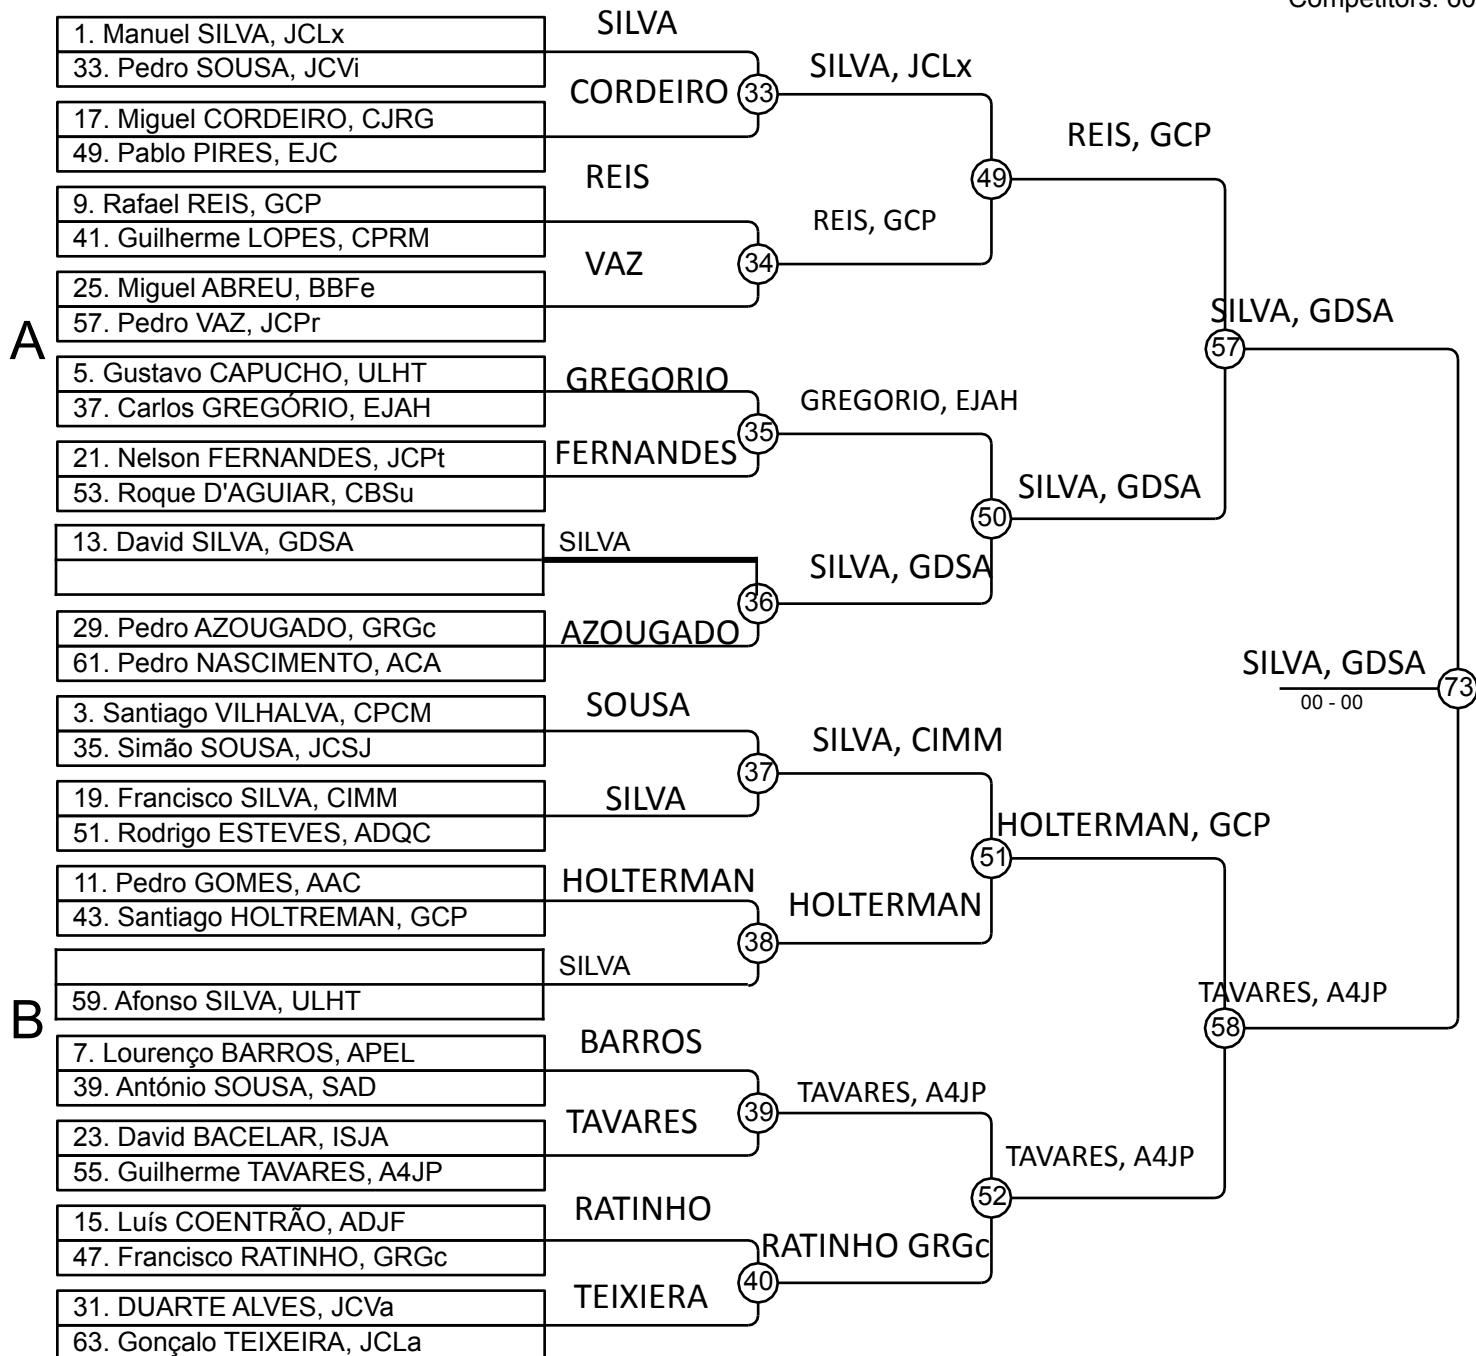 Competitors: 60
1. Manuel SILVA, JCLx
33. Pedro SOUSA, JCVi
17. Miguel CORDEIRO, CJRG
49. Pablo PIRES, EJC
9. Rafael REIS, GCP
41. Guilherme LOPES, CPRM
25. Miguel ABREU, BBFe
57. Pedro VAZ, JCPr
A
5. Gustavo CAPUCHO, ULHT
37. Carlos GREGÓRIO, EJAH
21. Nelson FERNANDES, JCPt
53. Roque D'AGUIAR, CBSu
13. David SILVA, GDSA
29. Pedro AZOUGADO, GRGc
61. Pedro NASCIMENTO, ACA
3. Santiago VILHALVA, CPCM
35. Simão SOUSA, JCSJ
19. Francisco SILVA, CIMM
51. Rodrigo ESTEVES, ADQC
11. Pedro GOMES, AAC
43. Santiago HOLTREMAN, GCP
59. Afonso SILVA, ULHT
B
7. Lourenço BARROS, APEL
39. António SOUSA, SAD
23. David BACELAR, ISJA
55. Guilherme TAVARES, A4JP
15. Luís COENTRÃO, ADJF
47. Francisco RATINHO, GRGc
31. DUARTE ALVES, JCVa
63. Gonçalo TEIXEIRA, JCLa
SILVA
CORDEIRO
33
REIS
VAZ
34
GREGORIO
FERNANDES
35
SILVA
AZOUGADO
36
SOUSA
SILVA
37
HOLTERMAN
SILVA
38
BARROS
TAVARES
39
RATINHO
TEIXIERA
40
SILVA, JCLx
REIS, GCP
49
GREGORIO, EJAH
SILVA, GDSA
50
SILVA, CIMM
HOLTERMAN
51
TAVARES, A4JP
RATINHO GRGc
52
REIS, GCP
SILVA, GDSA
57
HOLTERMAN, GCP
TAVARES, A4JP
58
SILVA, GDSA
TAVARES, A4JP
SILVA, GDSA
73
00 - 00